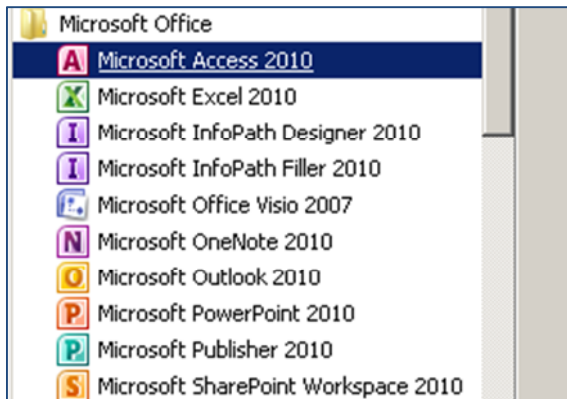 Microsoft Office
Microsoft Access 2010
Microsoft Excel 2010
Microsoft InfoPath Designer 2010
Microsoft InfoPath Filler 2010
Microsoft Office Visio 2007
Microsoft OneNote 2010
Microsoft Outlook 2010
Microsoft PowerPoint 2010
Microsoft Publisher 2010
Microsoft SharePoint Workspace 2010